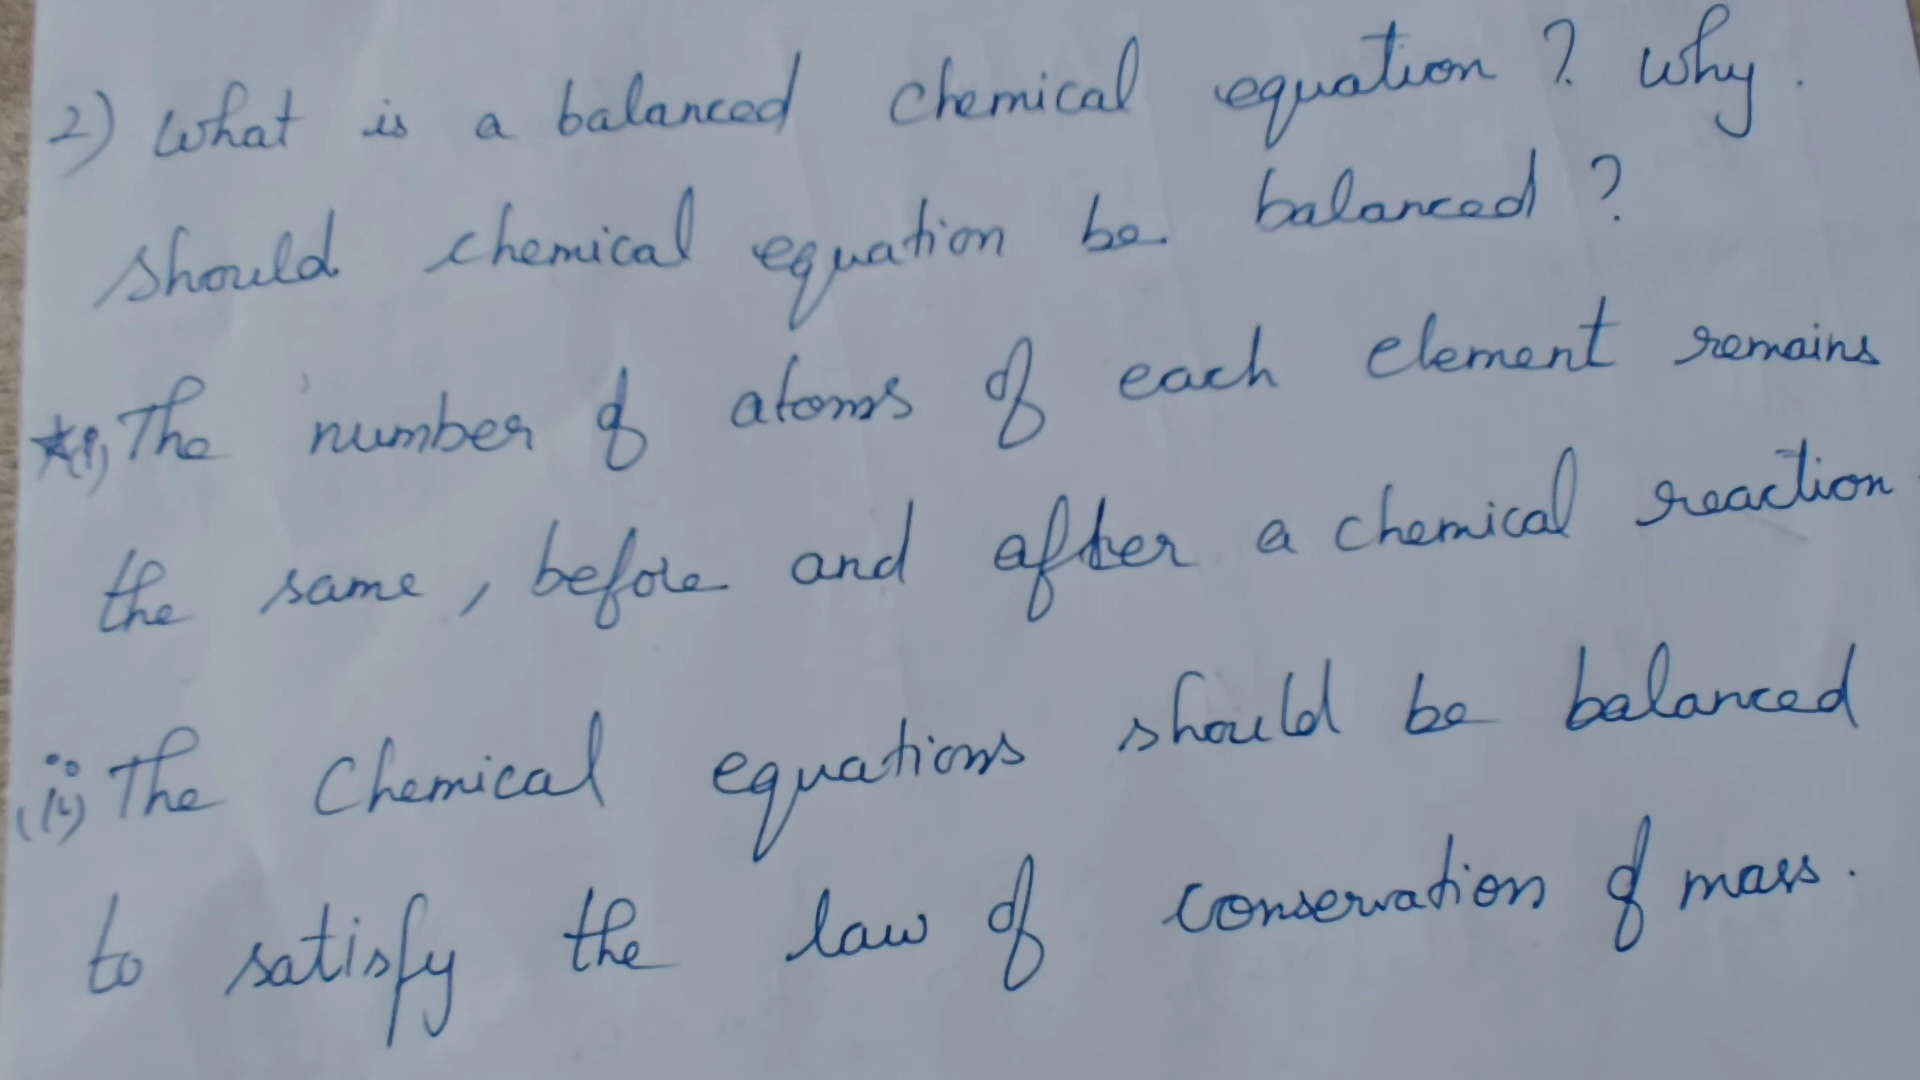 2) What is a balanced chemical equation? Why.
should chemical equation be balanced?
*(i) The number of atoms of each element remains
the same, before and after a chemical reaction
(ii) The Chemical equations should be balanced
to satisfy the law of conservation of mass.